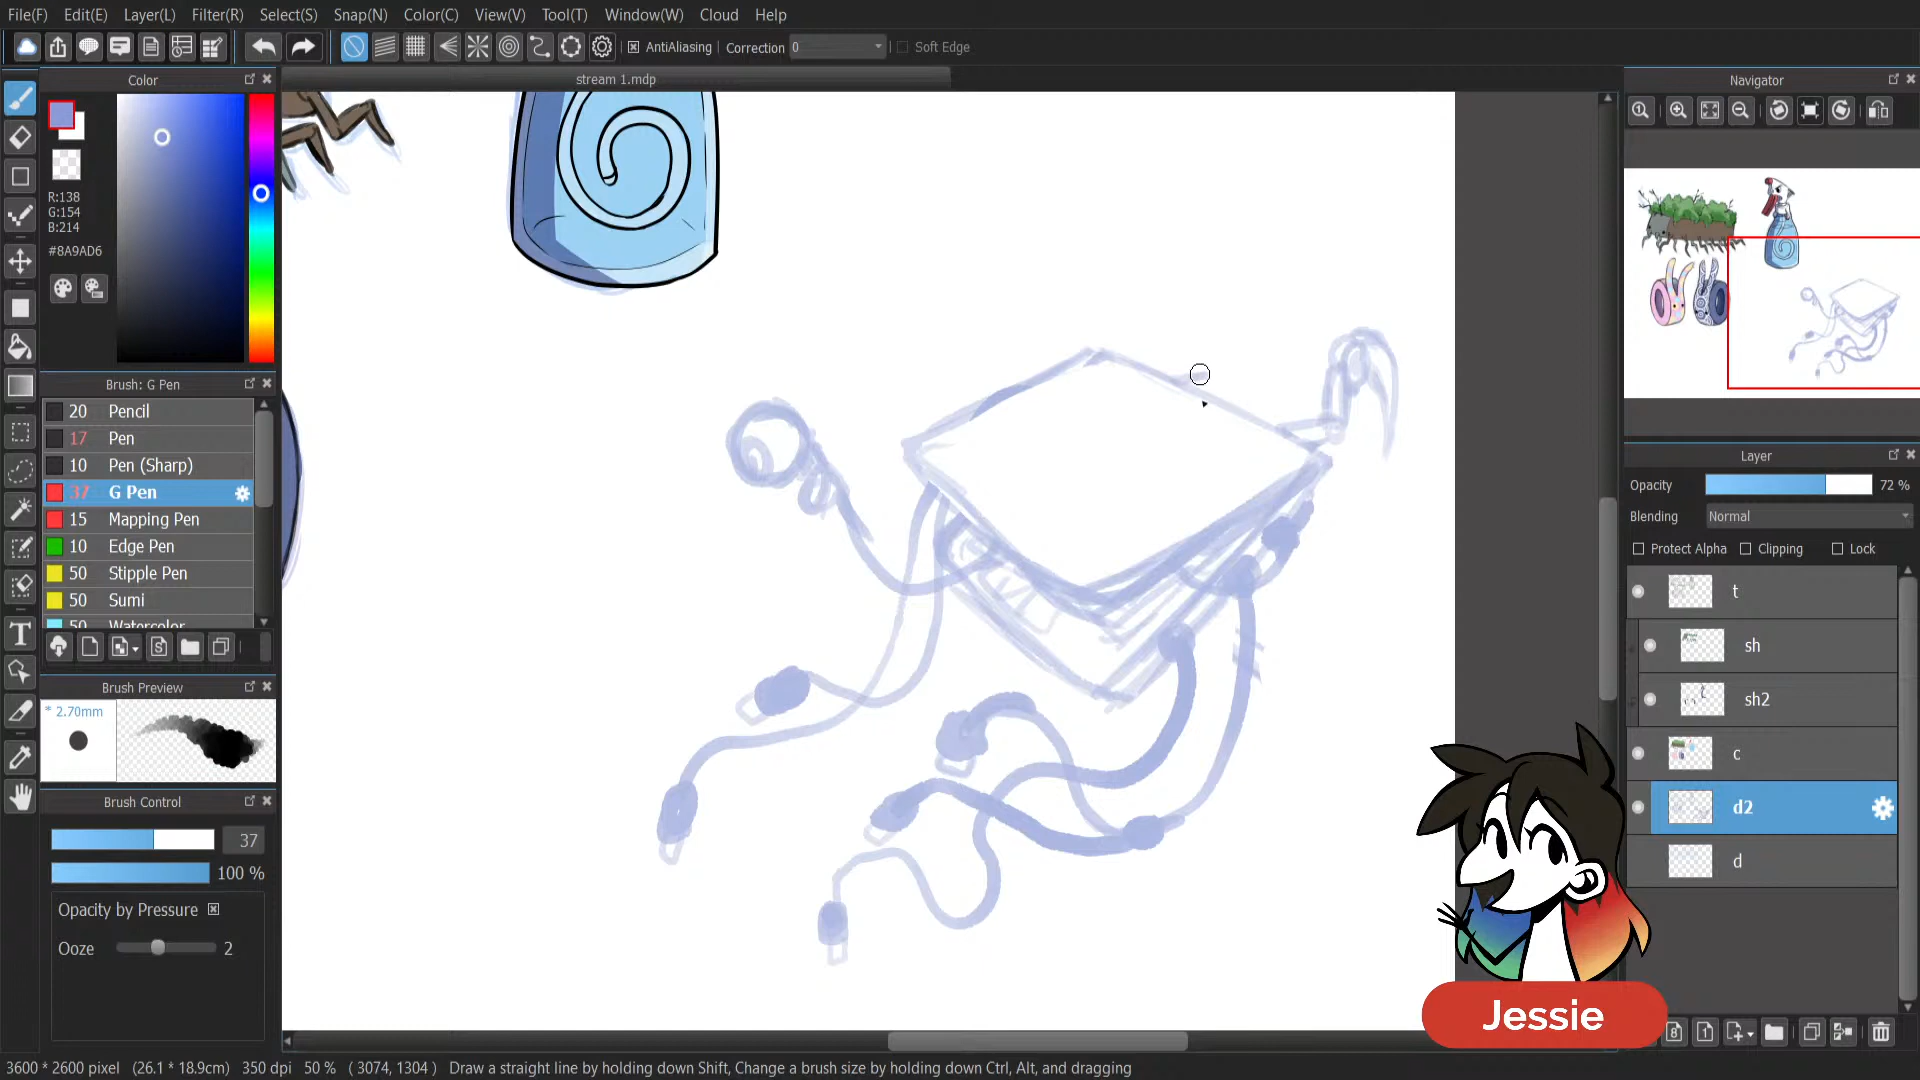 File(F) Edit(E) Layer(L) Filter(R) Select(S) Snap(N) Color(C) View(V) Tool(T) Window(W) Cloud Help
AntiAliasing Correction 0 Soft Edge
Color
stream 1.mdp
Navigator
R:138
G:154
B:214
#8A9AD6
Brush: G Pen
20 Pencil
17 Pen
10 Pen (Sharp)
37 G Pen
15 Mapping Pen
10 Edge Pen
50 Stipple Pen
50 Sumi
50 Watercolor
Brush Preview
* 2.70mm
Brush Control
37
100 %
Opacity by Pressure
Ooze 2
Layer
Opacity 72 %
Blending Normal
Protect Alpha Clipping Lock
t
sh
sh2
c
d2
d
Jessie
3600 * 2600 pixel (26.1 * 18.9cm) 350 dpi 50 % ( 3074, 1304 ) Draw a straight line by holding down Shift, Change a brush size by holding down Ctrl, Alt, and dragging